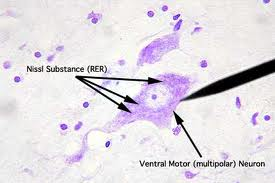 Nissl Substance (RER)
Ventral Motor (multipolar) Neuron